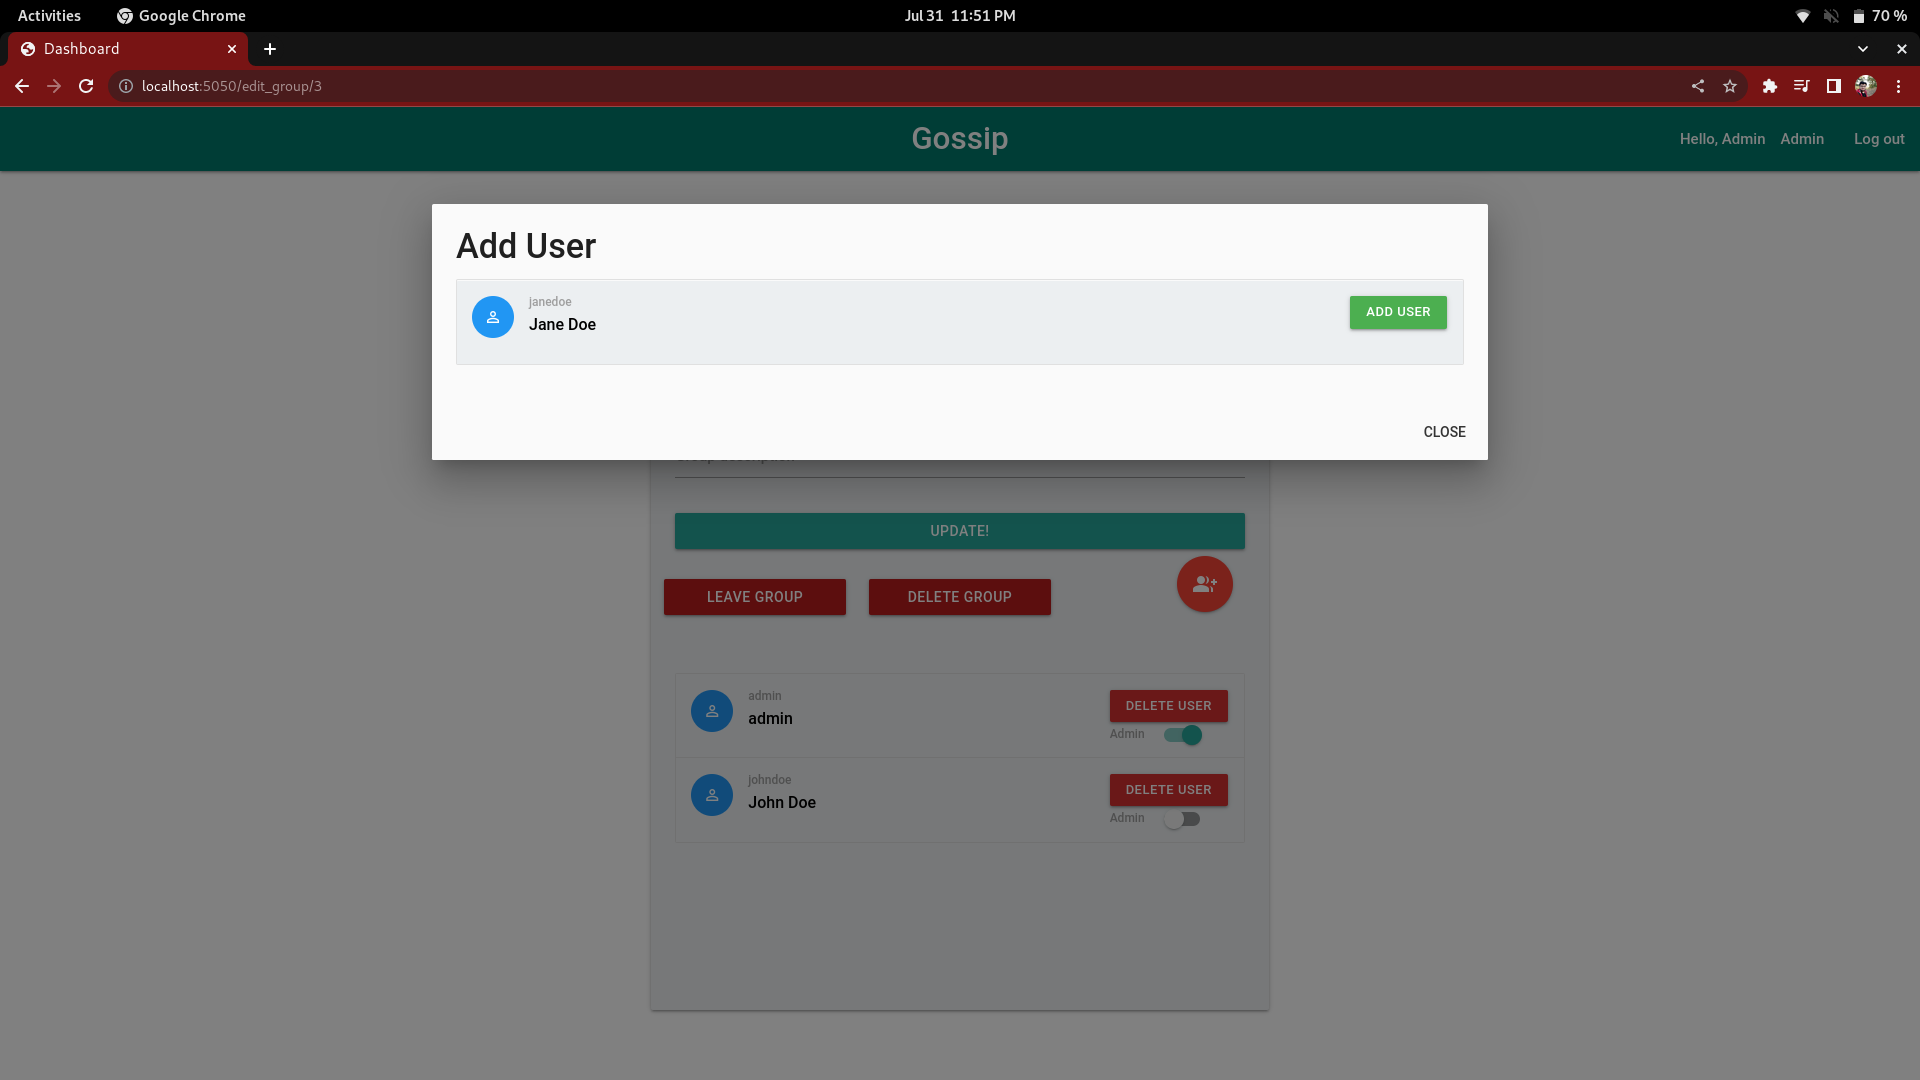 Activities Google Chrome Jul 31 11:51 PM 70 %
Dashboard
localhost:5050/edit_group/3
Gossip Hello, Admin Admin Log out
Add User
janedoe
Jane Doe ADD USER
CLOSE
UPDATE!
LEAVE GROUP DELETE GROUP
admin
admin DELETE USER
Admin
johndoe
John Doe DELETE USER
Admin